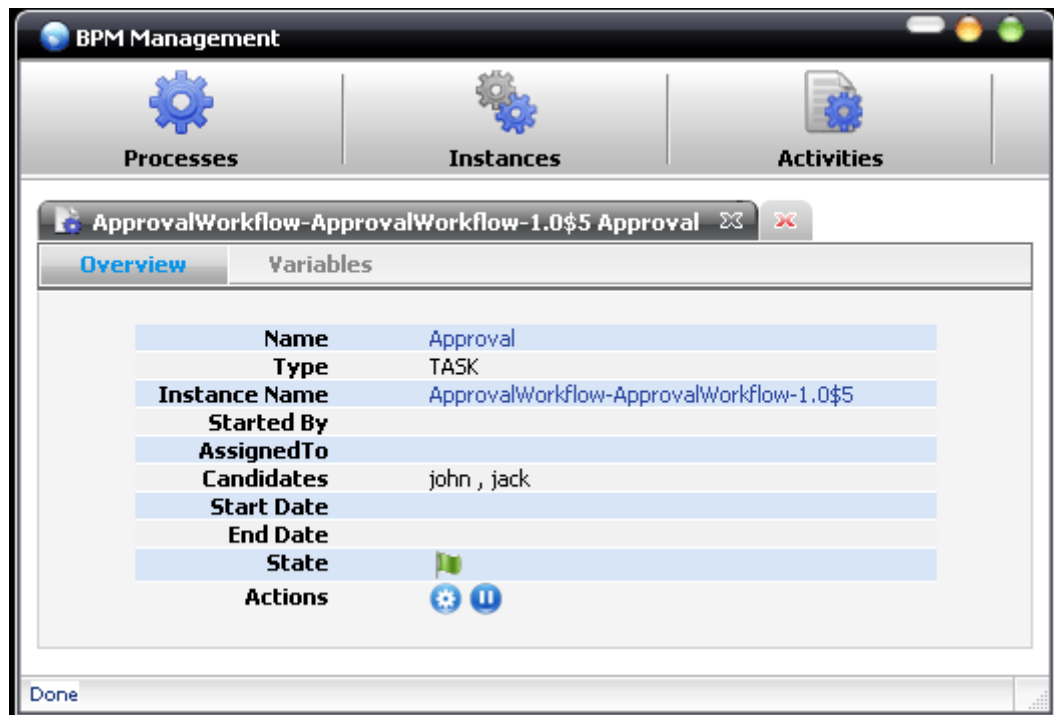 BPM Management
Processes Instances Activities
ApprovalWorkflow-ApprovalWorkflow-1.0$5 Approval
Overview Variables
Name Approval
Type TASK
Instance Name ApprovalWorkflow-ApprovalWorkflow-1.0$5
Started By
AssignedTo
Candidates john , jack
Start Date
End Date
State
Actions
Done